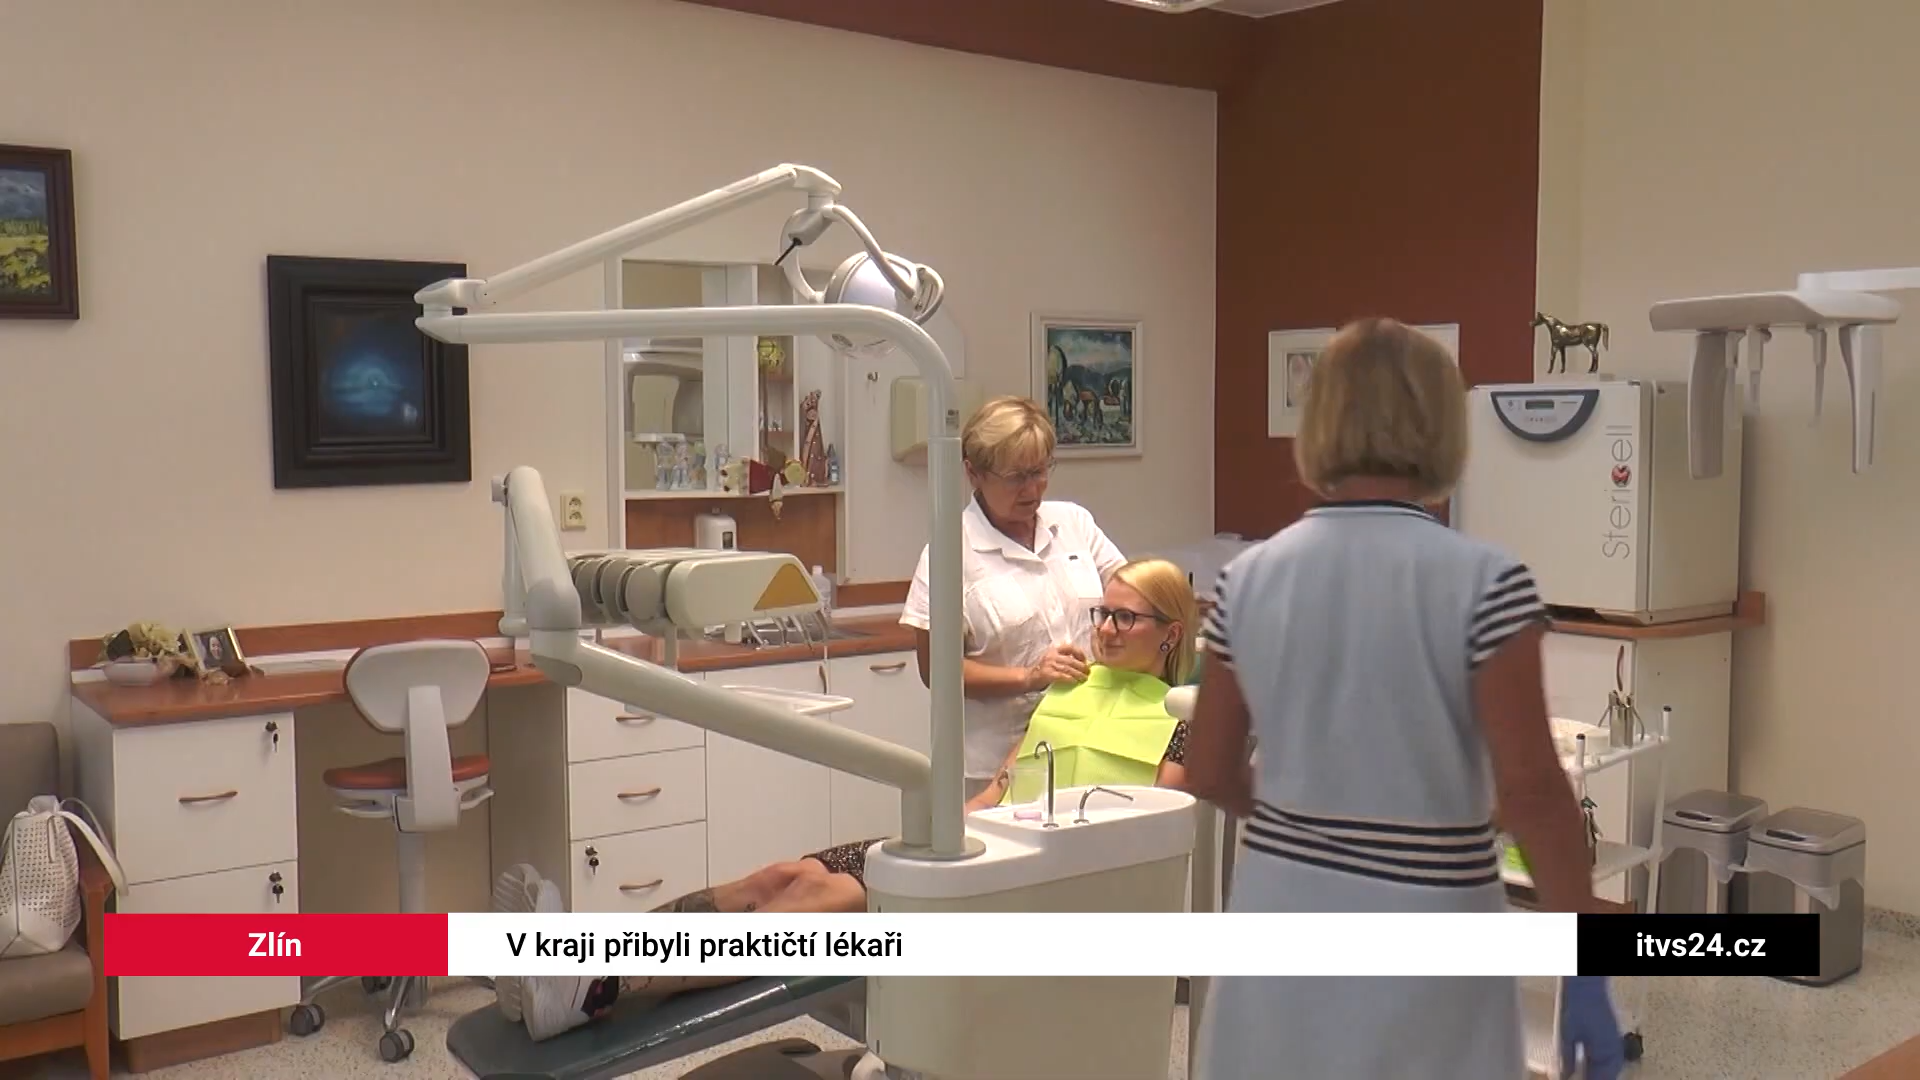 Stericell
Zlín
V kraji přibyli praktičtí lékaři
itvs24.cz